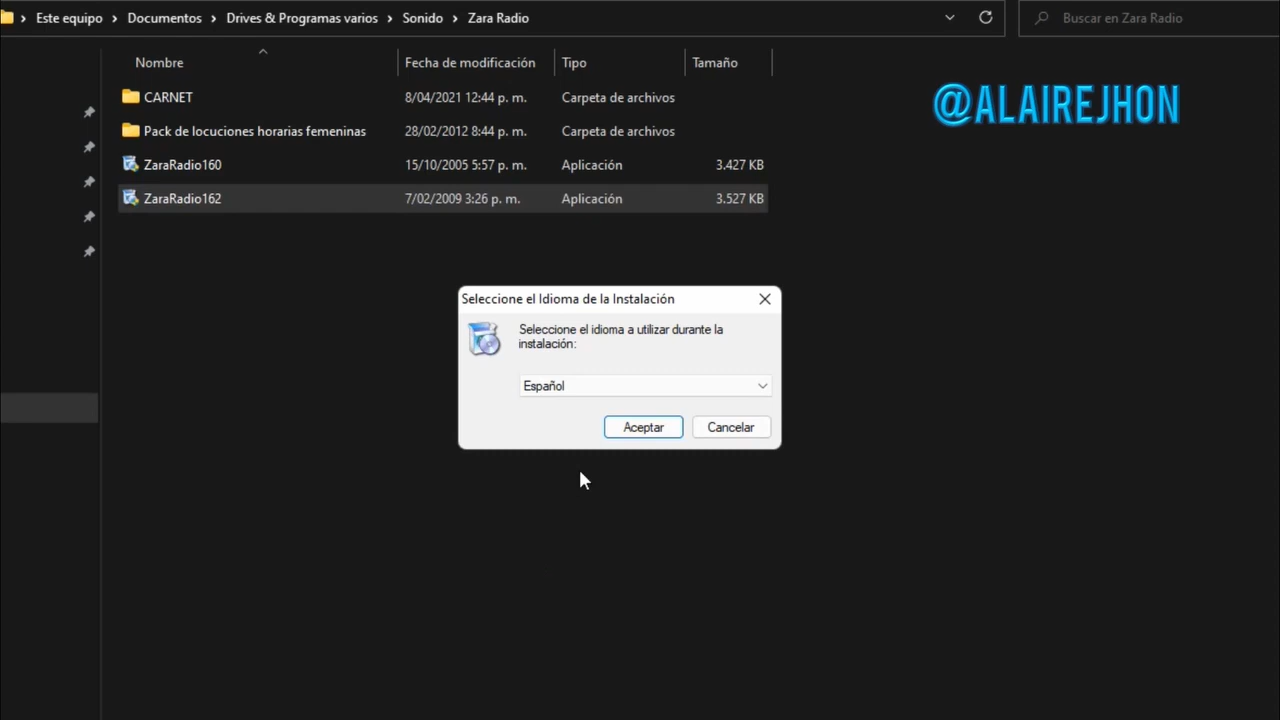 Este equipo > Documentos > Drives & Programas varios > Sonido > Zara Radio
Buscar en Zara Radio
Nombre Fecha de modificación Tipo Tamaño
CARNET 8/04/2021 12:44 p. m. Carpeta de archivos
Pack de locuciones horarias femeninas 28/02/2012 8:44 p. m. Carpeta de archivos
ZaraRadio160 15/10/2005 5:57 p. m. Aplicación 3.427 KB
ZaraRadio162 7/02/2009 3:26 p. m. Aplicación 3.527 KB
@ALAIREJHON
Seleccione el Idioma de la Instalación
Seleccione el idioma a utilizar durante la
instalación:
Español
Aceptar Cancelar